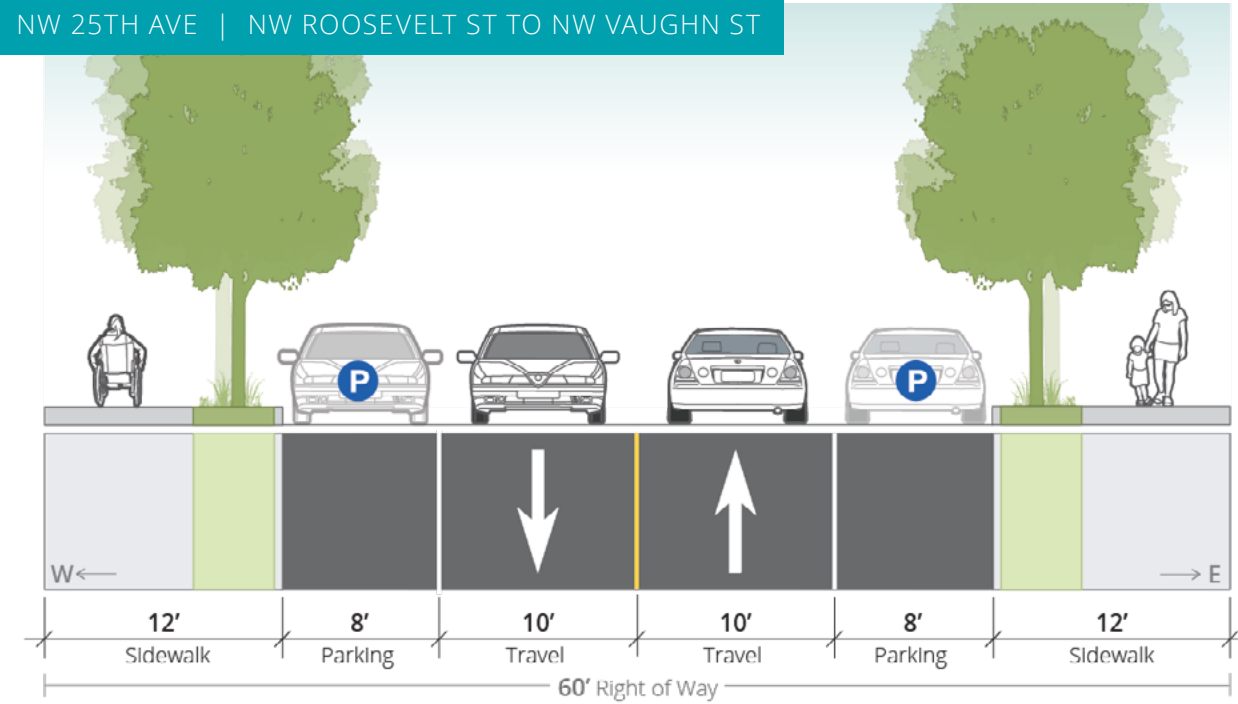 NW 25TH AVE | NW ROOSEVELT ST TO NW VAUGHN ST
P
P
W
E
12′ 8′ 10′ 10′ 8′ 12′
Sidewalk Parking Travel Travel Parking Sidewalk
60′ Right of Way